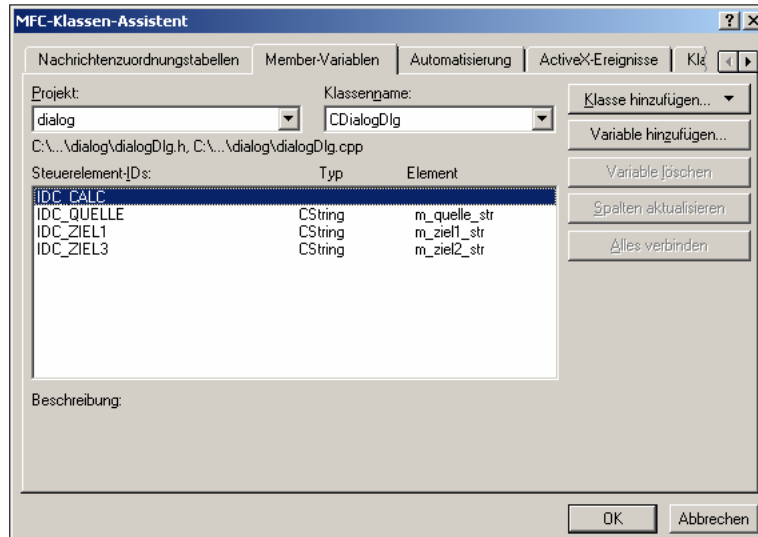 MFC-Klassen-Assistent
Nachrichtenzuordnungstabellen Member-Variablen Automatisierung ActiveX-Ereignisse
Projekt: Klassenname:
Klasse hinzufügen...
dialog CDialogDlg
Variable hinzufügen...
C:\...\dialog\dialogDlg.h, C:\...\dialog\dialogDlg.cpp
Steuerelement-IDs: Typ Element
Variable löschen
IDC_CALC
IDC_QUELLE CString m_quelle_str
Spalten aktualisieren
IDC_ZIEL1 CString m_ziel1_str
IDC_ZIEL3 CString m_ziel2_str
Alles verbinden
Beschreibung:
OK Abbrechen